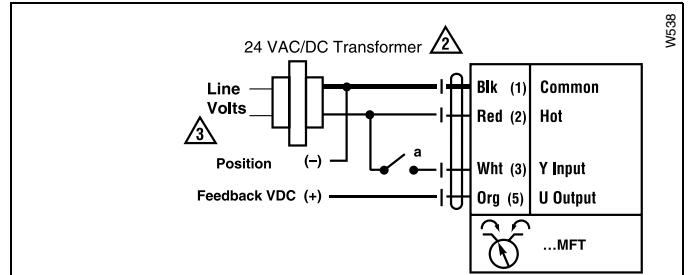 W538
24 VAC/DC Transformer 2
Line
Volts
3
Blk (1) Common
Red (2) Hot
a
Position (–)
Wht (3) Y Input
Feedback VDC (+)
Org (5) U Output
...MFT